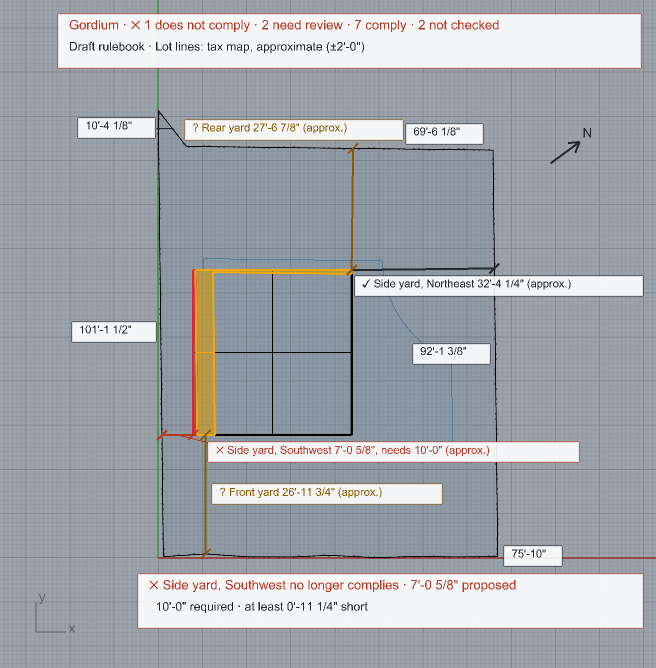 Gordium · ✕ 1 does not comply · 2 need review · 7 comply · 2 not checked
Draft rulebook · Lot lines: tax map, approximate (±2'-0")
10'-4 1/8"
? Rear yard 27'-6 7/8" (approx.)
69'-6 1/8"
N
✓ Side yard, Northeast 32'-4 1/4" (approx.)
101'-1 1/2"
92'-1 3/8"
✕ Side yard, Southwest 7'-0 5/8", needs 10'-0" (approx.)
? Front yard 26'-11 3/4" (approx.)
75'-10"
✕ Side yard, Southwest no longer complies · 7'-0 5/8" proposed
10'-0" required · at least 0'-11 1/4" short
y
x